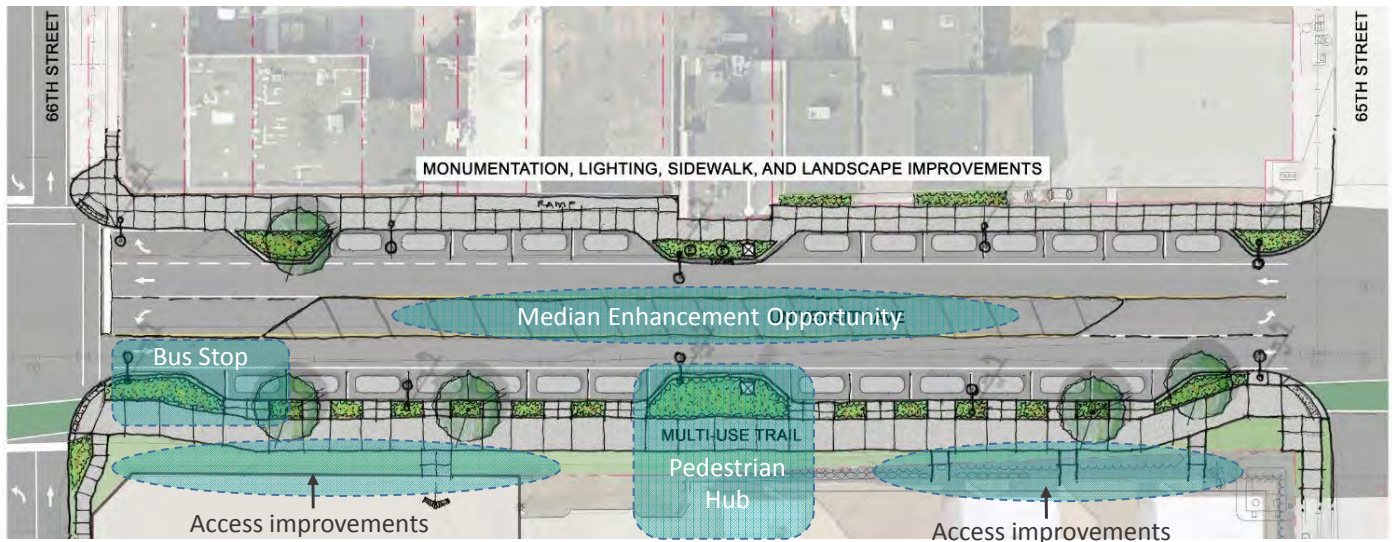 66TH STREET
65TH STREET
MONUMENTATION, LIGHTING, SIDEWALK, AND LANDSCAPE IMPROVEMENTS
RAMP
Median Enhancement Opportunity
Bus Stop
MULTI-USE TRAIL
Pedestrian
Hub
Access improvements
Access improvements